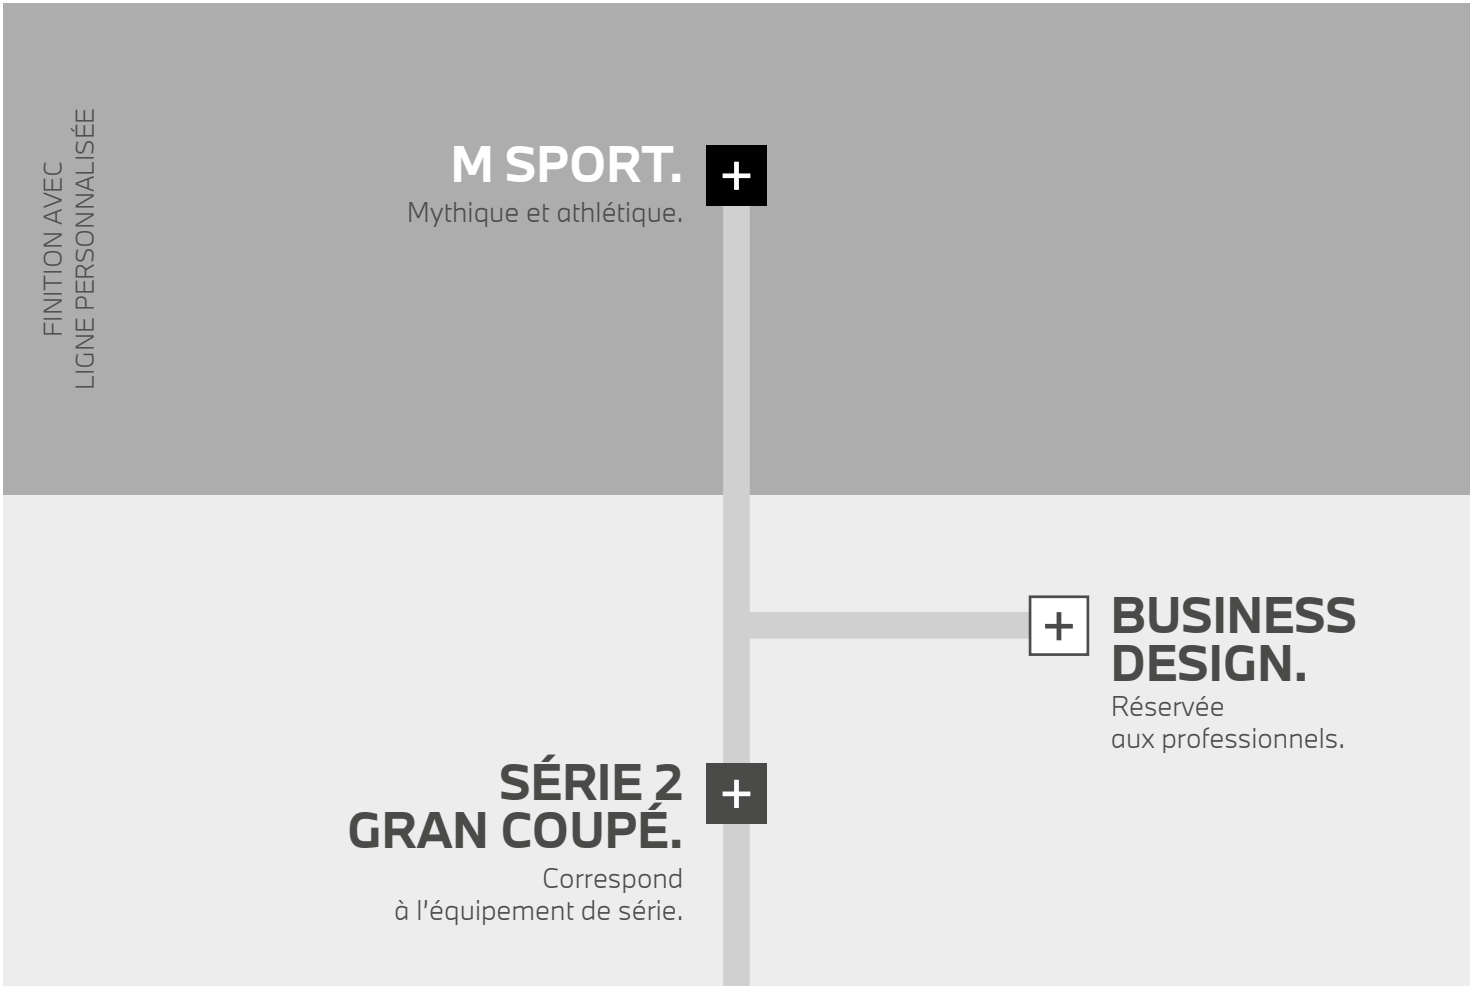 FINITION AVEC
LIGNE PERSONNALISÉE
M SPORT.
Mythique et athlétique.
BUSINESS
DESIGN.
Réservée
aux professionnels.
SÉRIE 2
GRAN COUPÉ.
Correspond
à l'équipement de série.